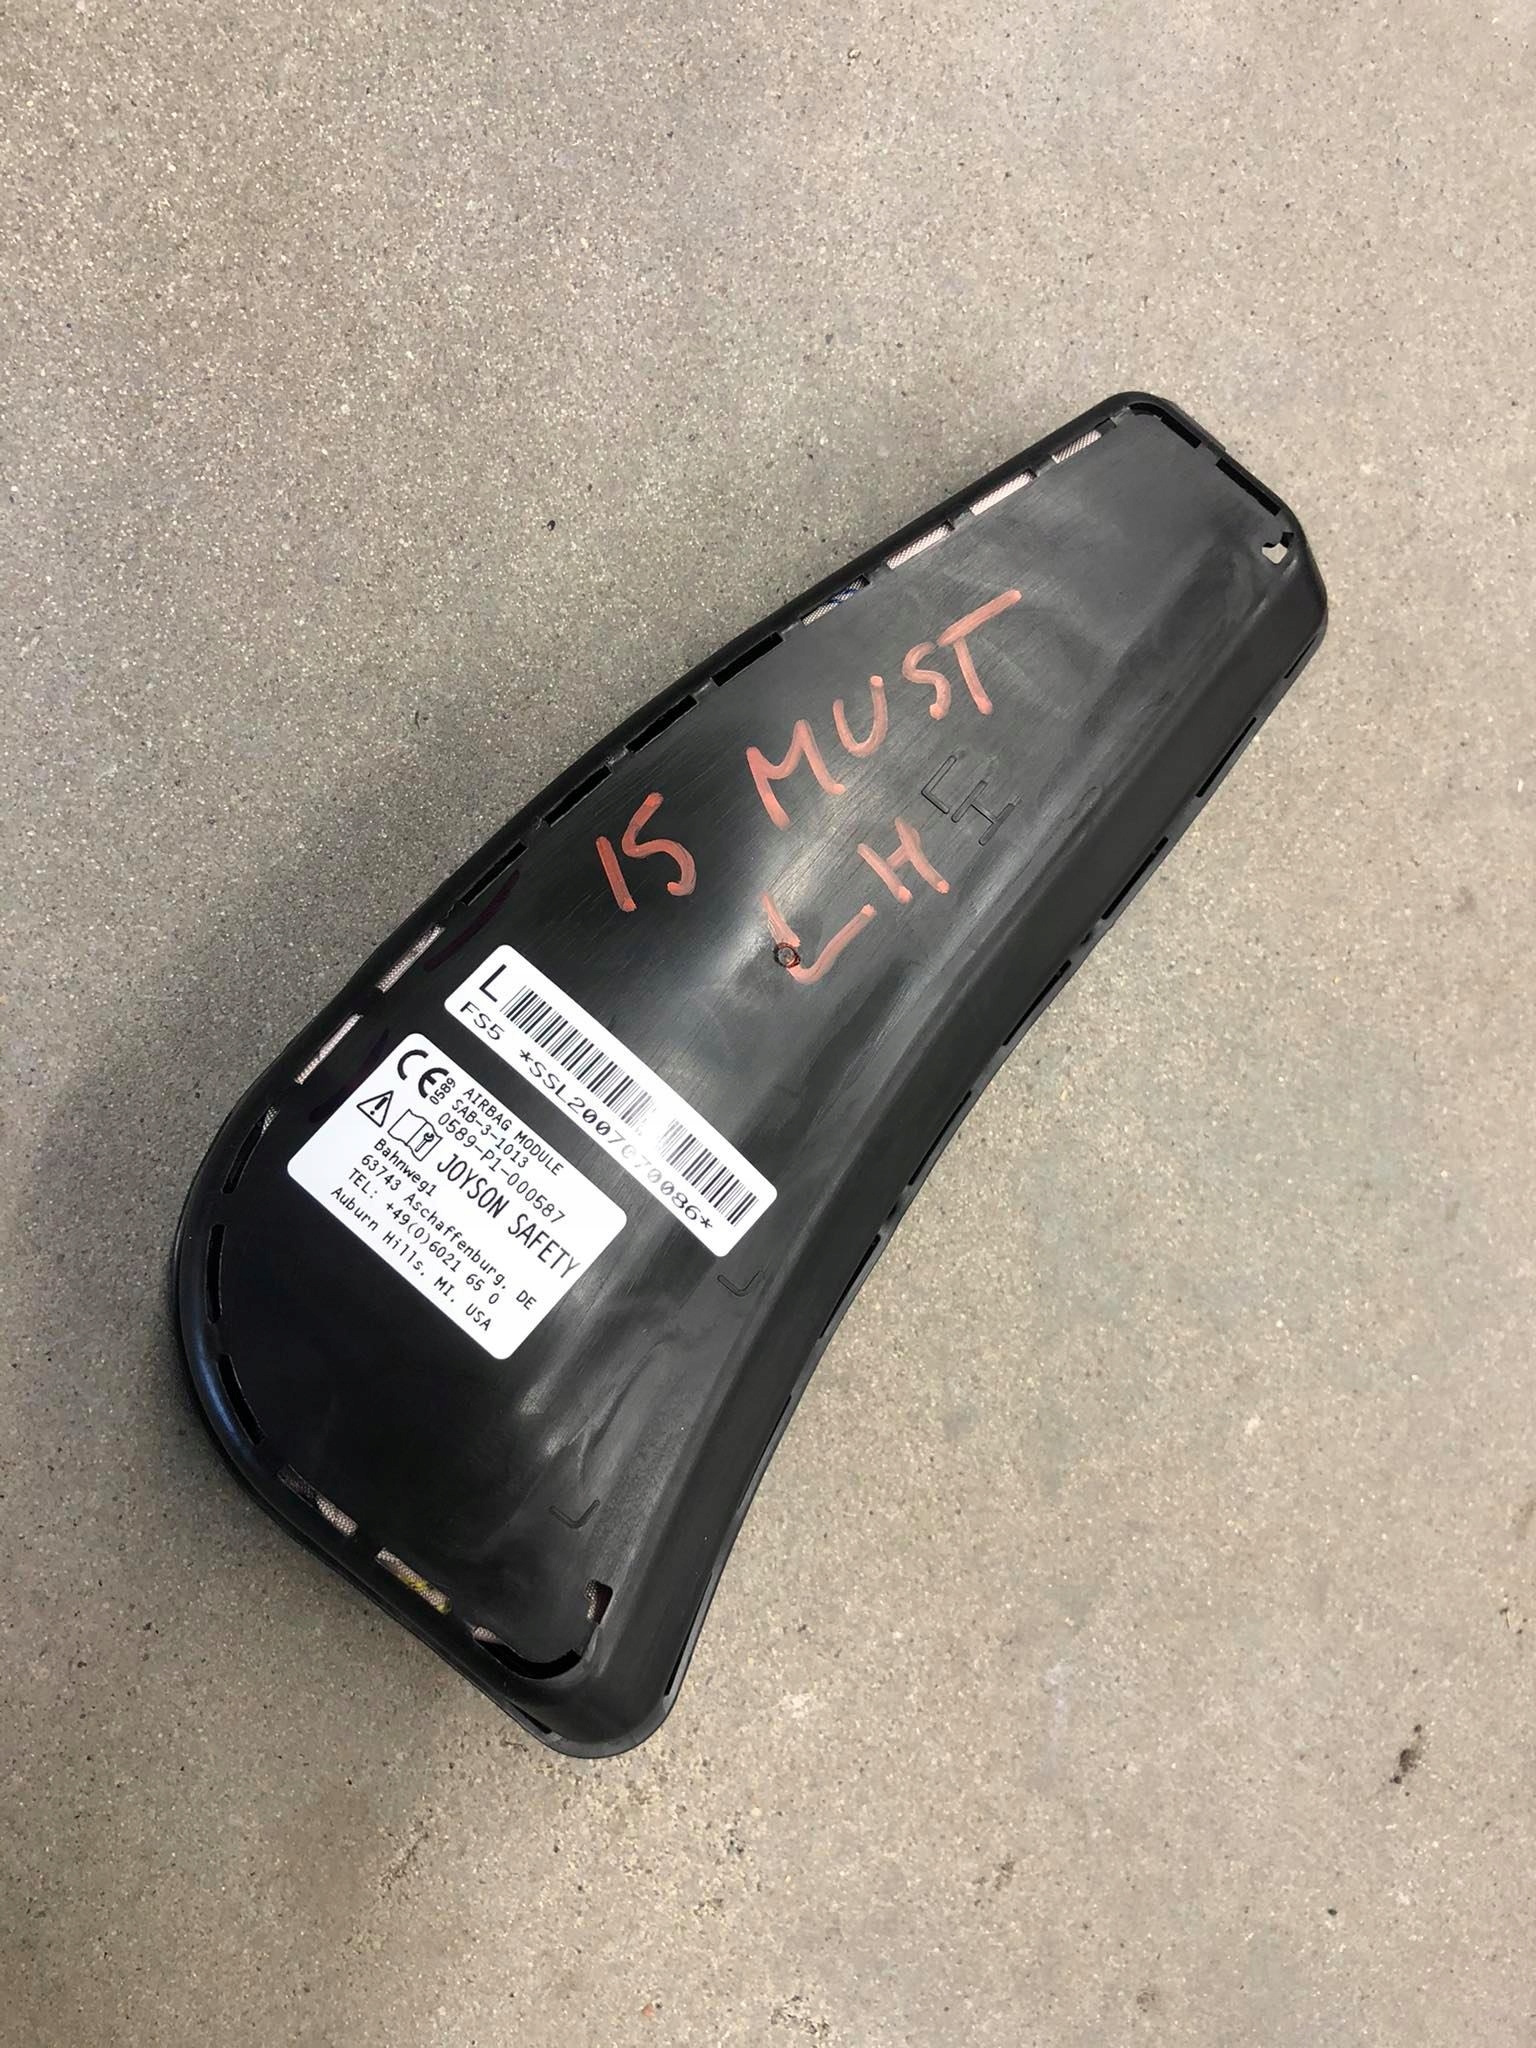 15 MUST
LH
LH
L
FS5 *SSL2007070086*
CE
0589
AIRBAG MODULE
SAB-3-1013
0589-P1-000587
JOYSON SAFETY
Bahnweg1
63743 Aschaffenburg, DE
TEL: +49(0)6021 65 0
Auburn Hills, MI, USA
L
L